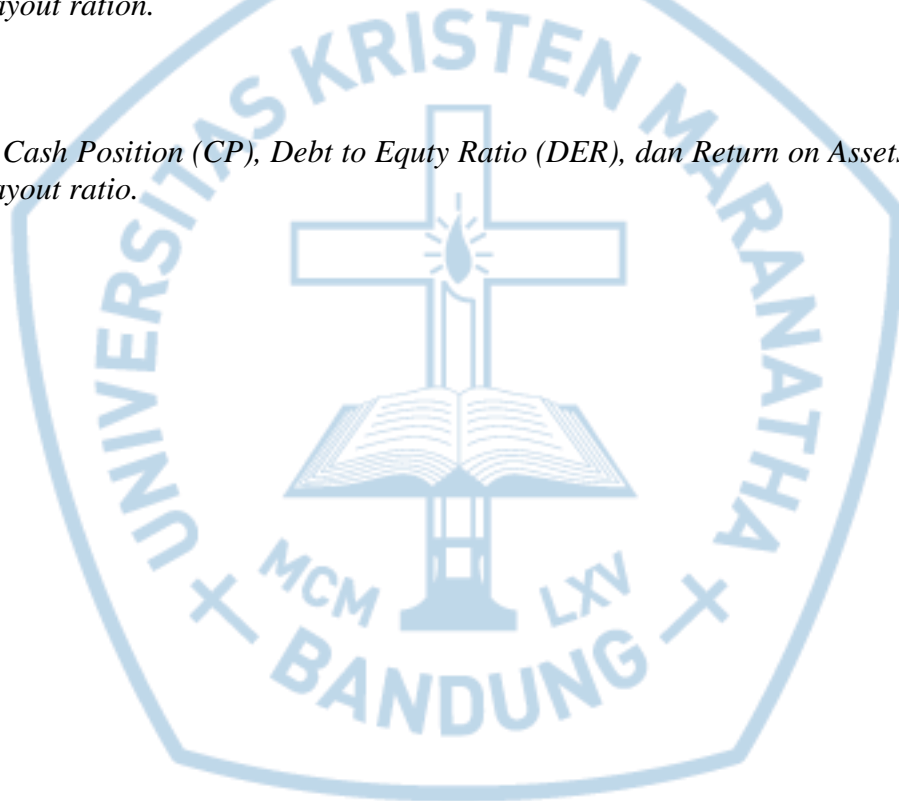 ayout ration.
UNIVERSITAS KRISTEN MARANATHA
Cash Position (CP), Debt to Equty Ratio (DER), dan Return on Assets
ayout ratio.
MCM LXV
BANDUNG